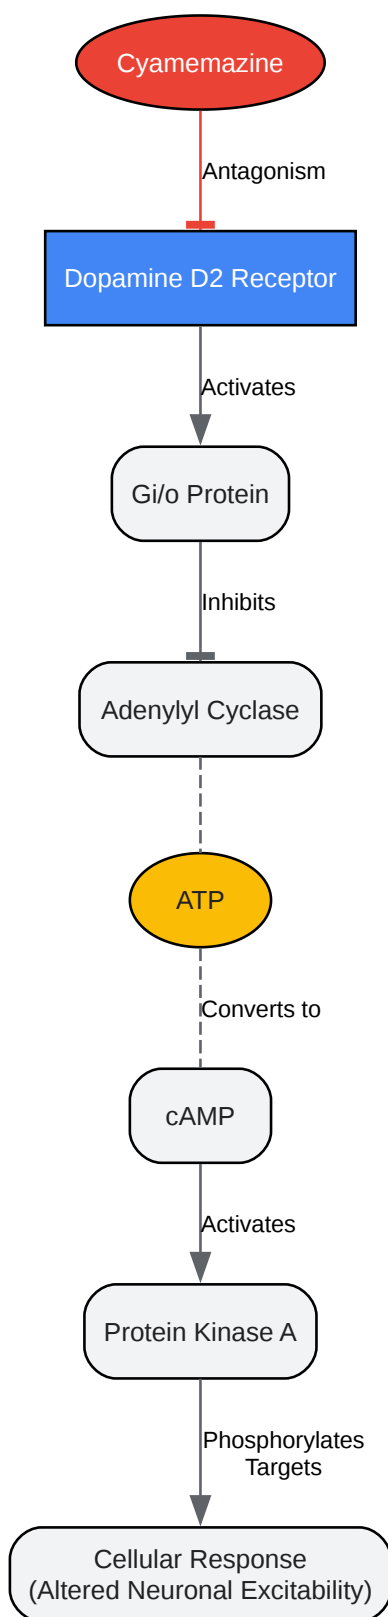 Cyamemazine
Antagonism
Dopamine D2 Receptor
Activates
Gi/o Protein
Inhibits
Adenylyl Cyclase
ATP
Converts to
cAMP
Activates
Protein Kinase A
Phosphorylates
Targets
Cellular Response
(Altered Neuronal Excitability)